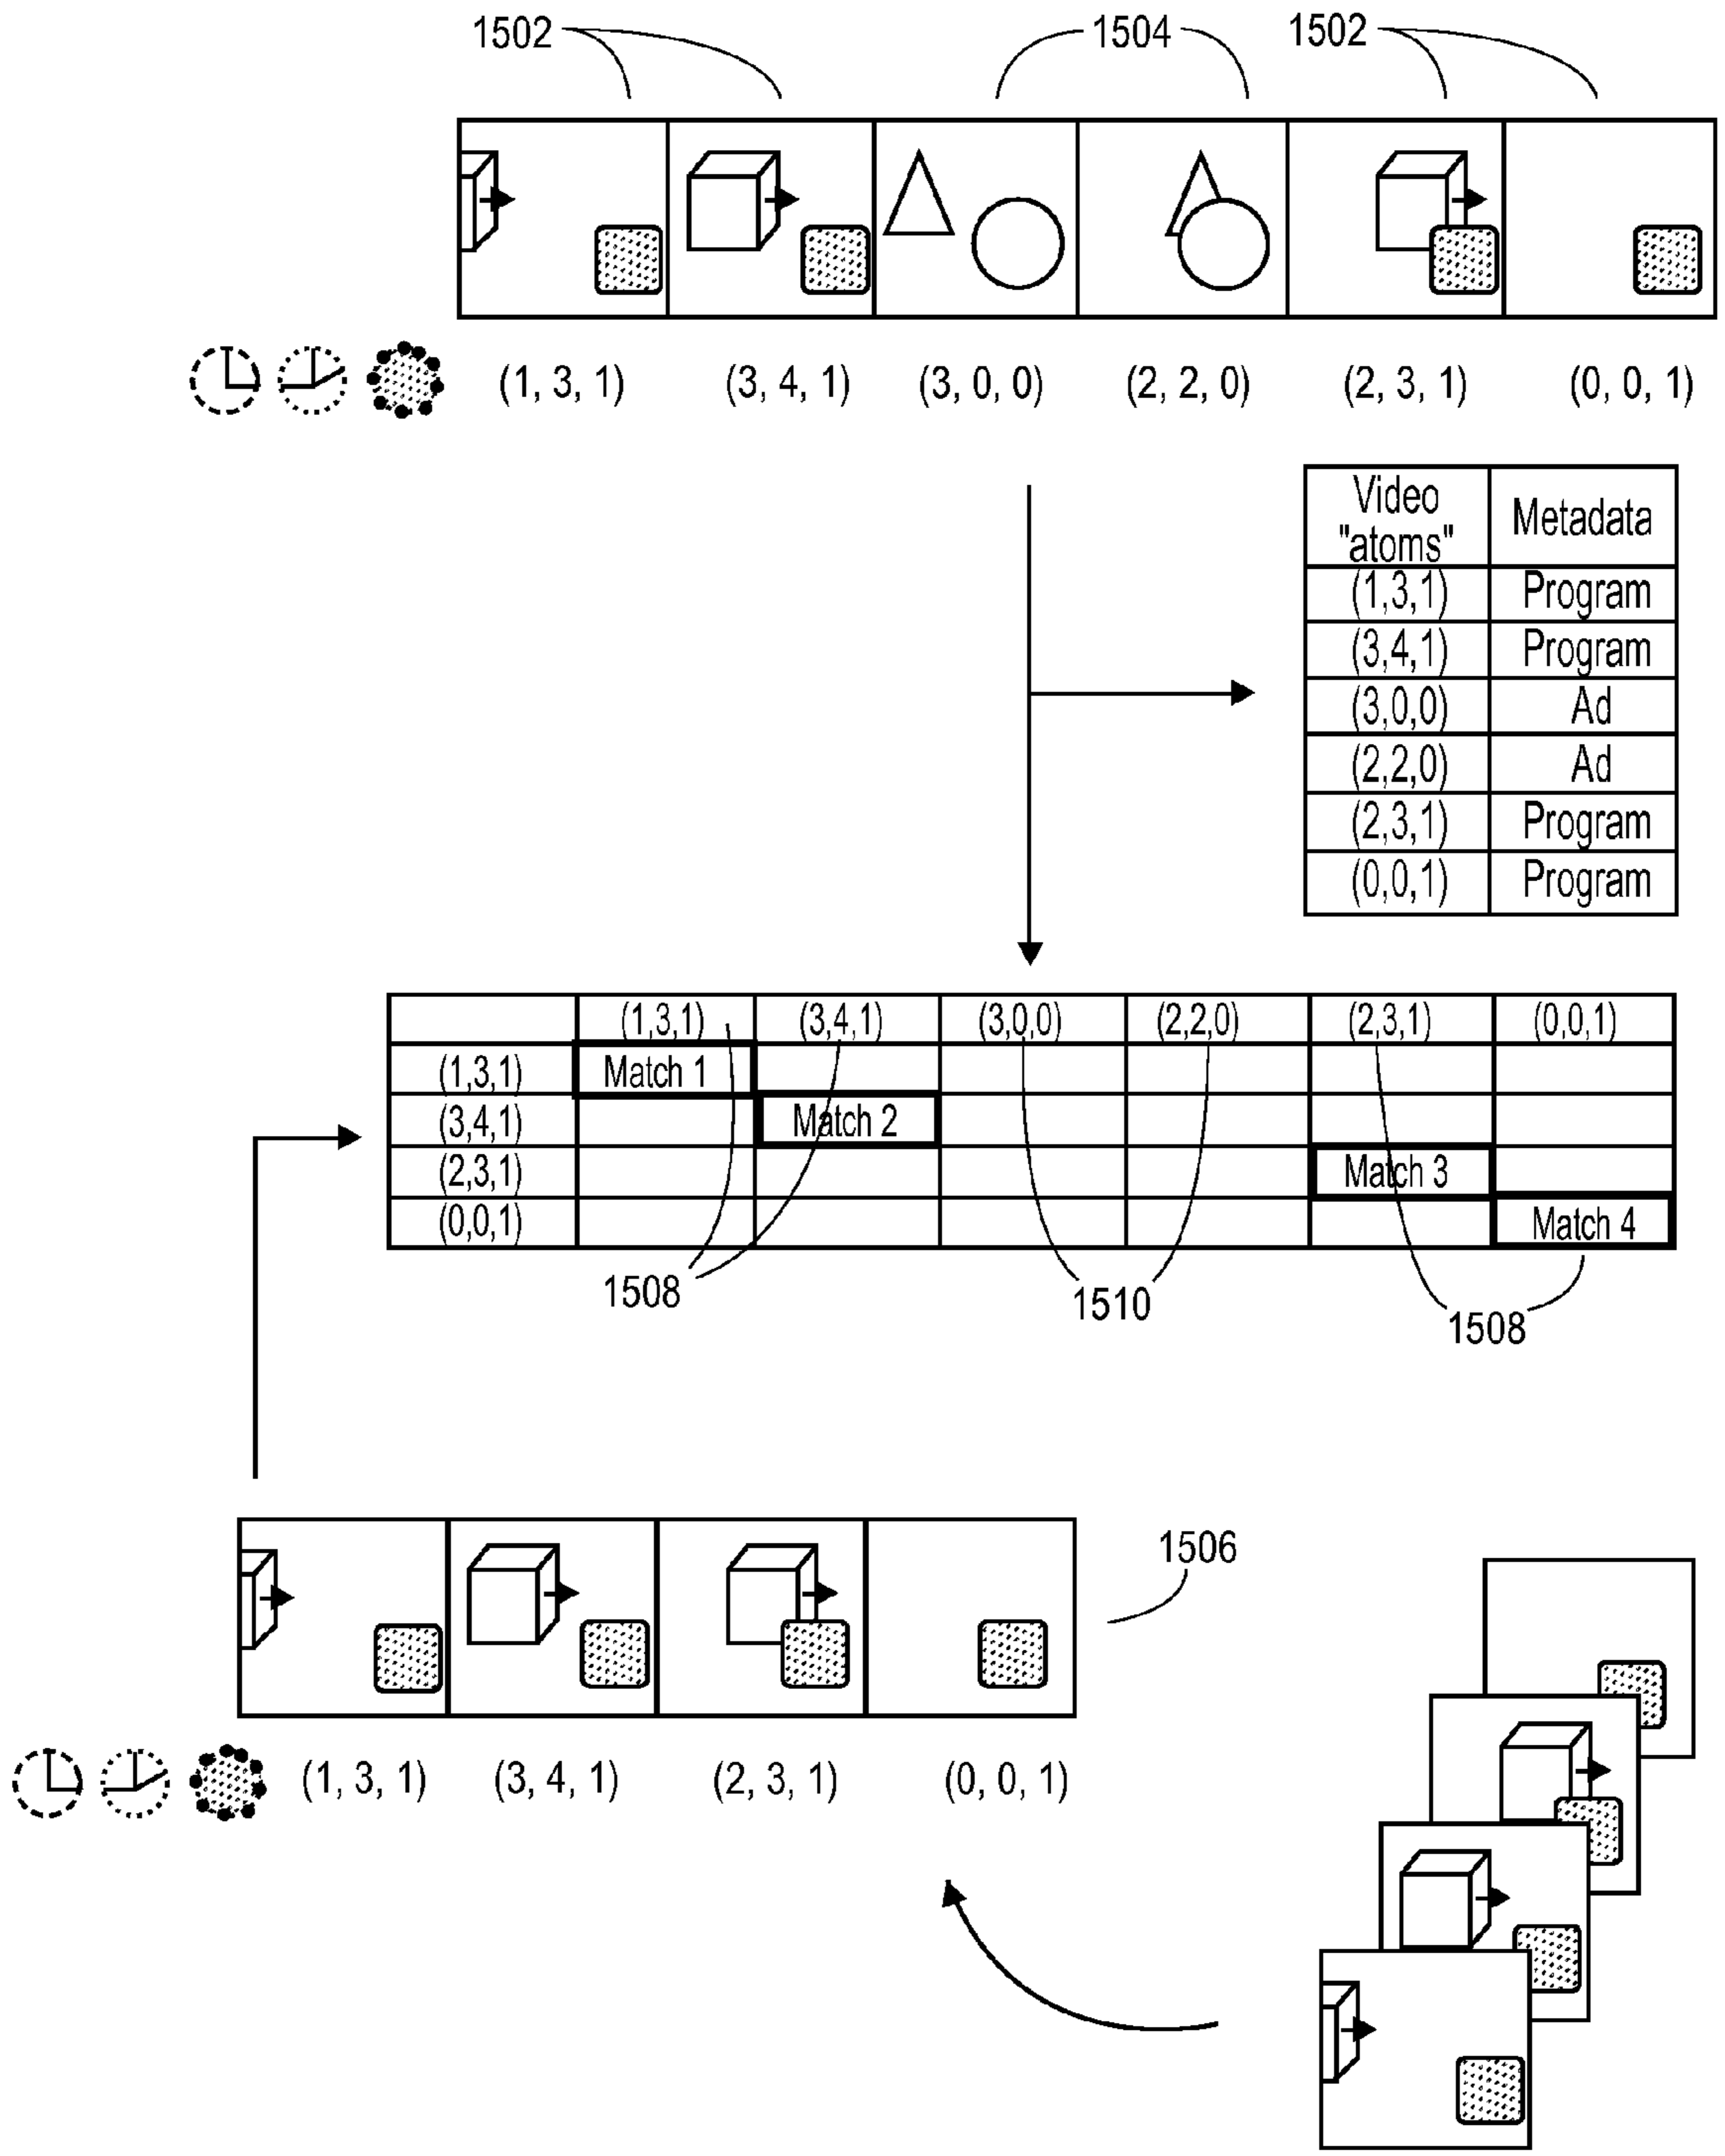 1502 1504 1502
(1, 3, 1) (3, 4, 1) (3, 0, 0) (2, 2, 0) (2, 3, 1) (0, 0, 1)
Video "atoms" Metadata
(1,3,1) Program
(3,4,1) Program
(3,0,0) Ad
(2,2,0) Ad
(2,3,1) Program
(0,0,1) Program
(1,3,1) (3,4,1) (3,0,0) (2,2,0) (2,3,1) (0,0,1)
(1,3,1) Match 1
(3,4,1) Match 2
(2,3,1) Match 3
(0,0,1) Match 4
1508 1510 1508
1506
(1, 3, 1) (3, 4, 1) (2, 3, 1) (0, 0, 1)